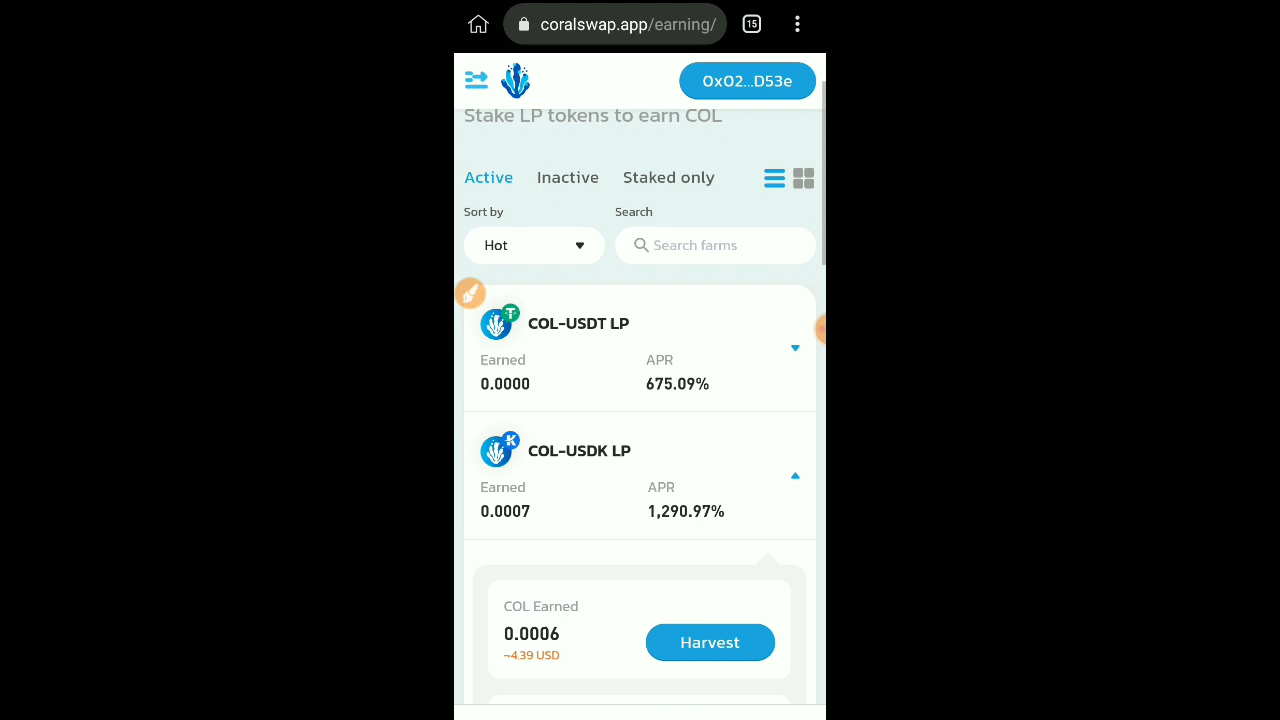 coralswap.app/earning/ 15
0x02...D53e
Stake LP tokens to earn COL
Active Inactive Staked only
Sort by Search
Hot Search farms
COL-USDT LP
Earned APR
0.0000 675.09%
COL-USDK LP
Earned APR
0.0007 1,290.97%
COL Earned
0.0006
Harvest
~4.39 USD